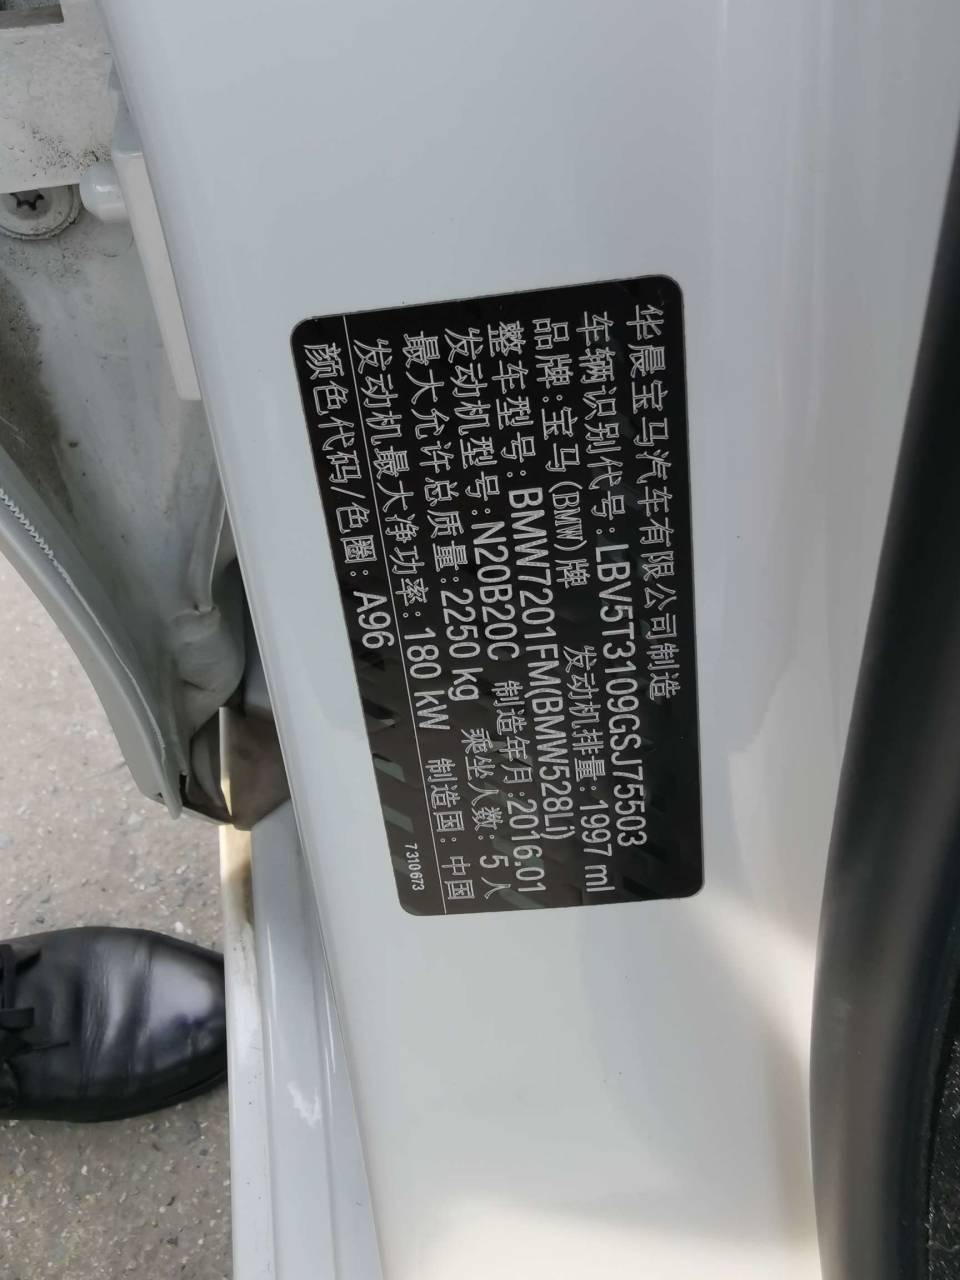 华晨宝马汽车有限公司制造
车辆识别代号:LBV5T3109GSJ75503
品牌:宝马(BMW)牌 发动机排量:1997 ml
整车型号:BMW7201FM(BMW528Li)
发动机型号:N20B20C 制造年月:2016.01
最大允许总质量:2250 kg 乘坐人数:5人
发动机最大净功率:180 kW 制造国:中国
颜色代码/色圈:A96 7310673